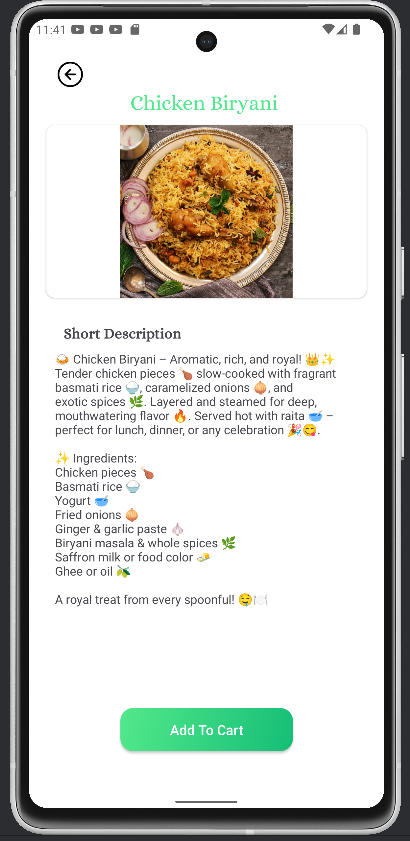 11:41
Chicken Biryani
Short Description
🍛 Chicken Biryani – Aromatic, rich, and royal! 👑✨
Tender chicken pieces 🍗 slow-cooked with fragrant
basmati rice 🍚, caramelized onions 🧅, and
exotic spices 🌿. Layered and steamed for deep,
mouthwatering flavor 🔥. Served hot with raita 🥣 –
perfect for lunch, dinner, or any celebration 🎉😋.
✨ Ingredients:
Chicken pieces 🍗
Basmati rice 🍚
Yogurt 🥣
Fried onions 🧅
Ginger & garlic paste 🧄
Biryani masala & whole spices 🌿
Saffron milk or food color 🧈
Ghee or oil 🫒
A royal treat from every spoonful! 🤤🍽️
Add To Cart